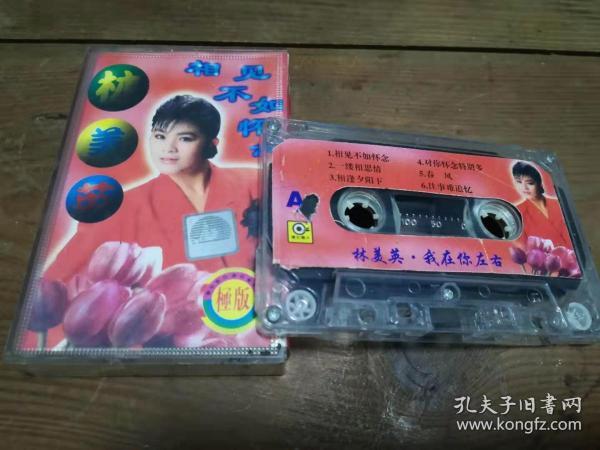 林
美
英
相见
不如
怀念
極版
1.相见不如怀念
2.一缕相思情
3.相逢夕阳下
4.对你怀念特别多
5.春 风
6.往事难追忆
A
100 50 0
林美英·我在你左右
孔夫子旧书网
www.kongfz.com